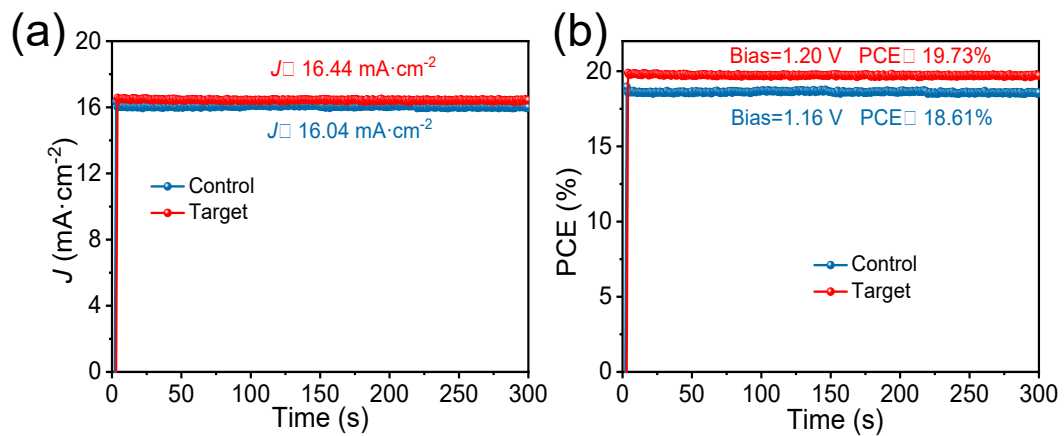 (a)
20
16
12
8
4
0
J (mA·cm-2)
J□ 16.44 mA·cm-2
J□ 16.04 mA·cm-2
Control
Target
0 50 100 150 200 250 300
Time (s)
(b)
20
15
10
5
0
PCE (%)
Bias=1.20 V PCE□ 19.73%
Bias=1.16 V PCE□ 18.61%
Control
Target
0 50 100 150 200 250 300
Time (s)